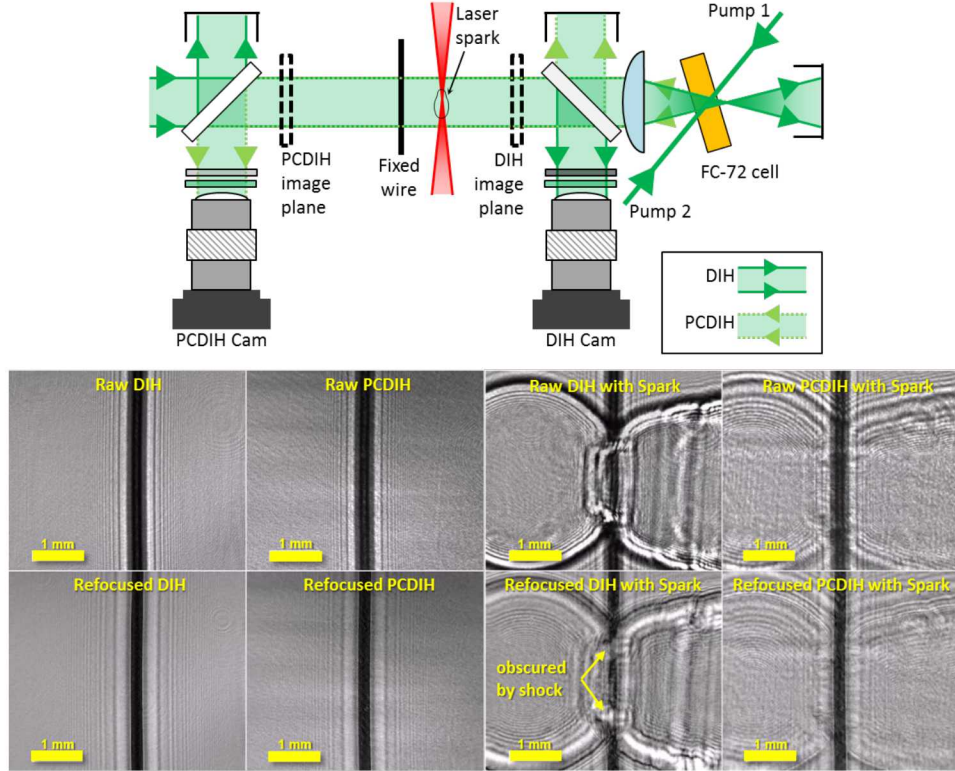 Laser
spark
Pump 1
PCDIH
image
plane
Fixed
wire
DIH
image
plane
FC-72 cell
Pump 2
PCDIH Cam
DIH Cam
DIH
PCDIH
Raw DIH
1 mm
Raw PCDIH
1 mm
Raw DIH with Spark
1 mm
Raw PCDIH with Spark
1 mm
Refocused DIH
1 mm
Refocused PCDIH
1 mm
Refocused DIH with Spark
obscured
by shock
1 mm
Refocused PCDIH with Spark
1 mm